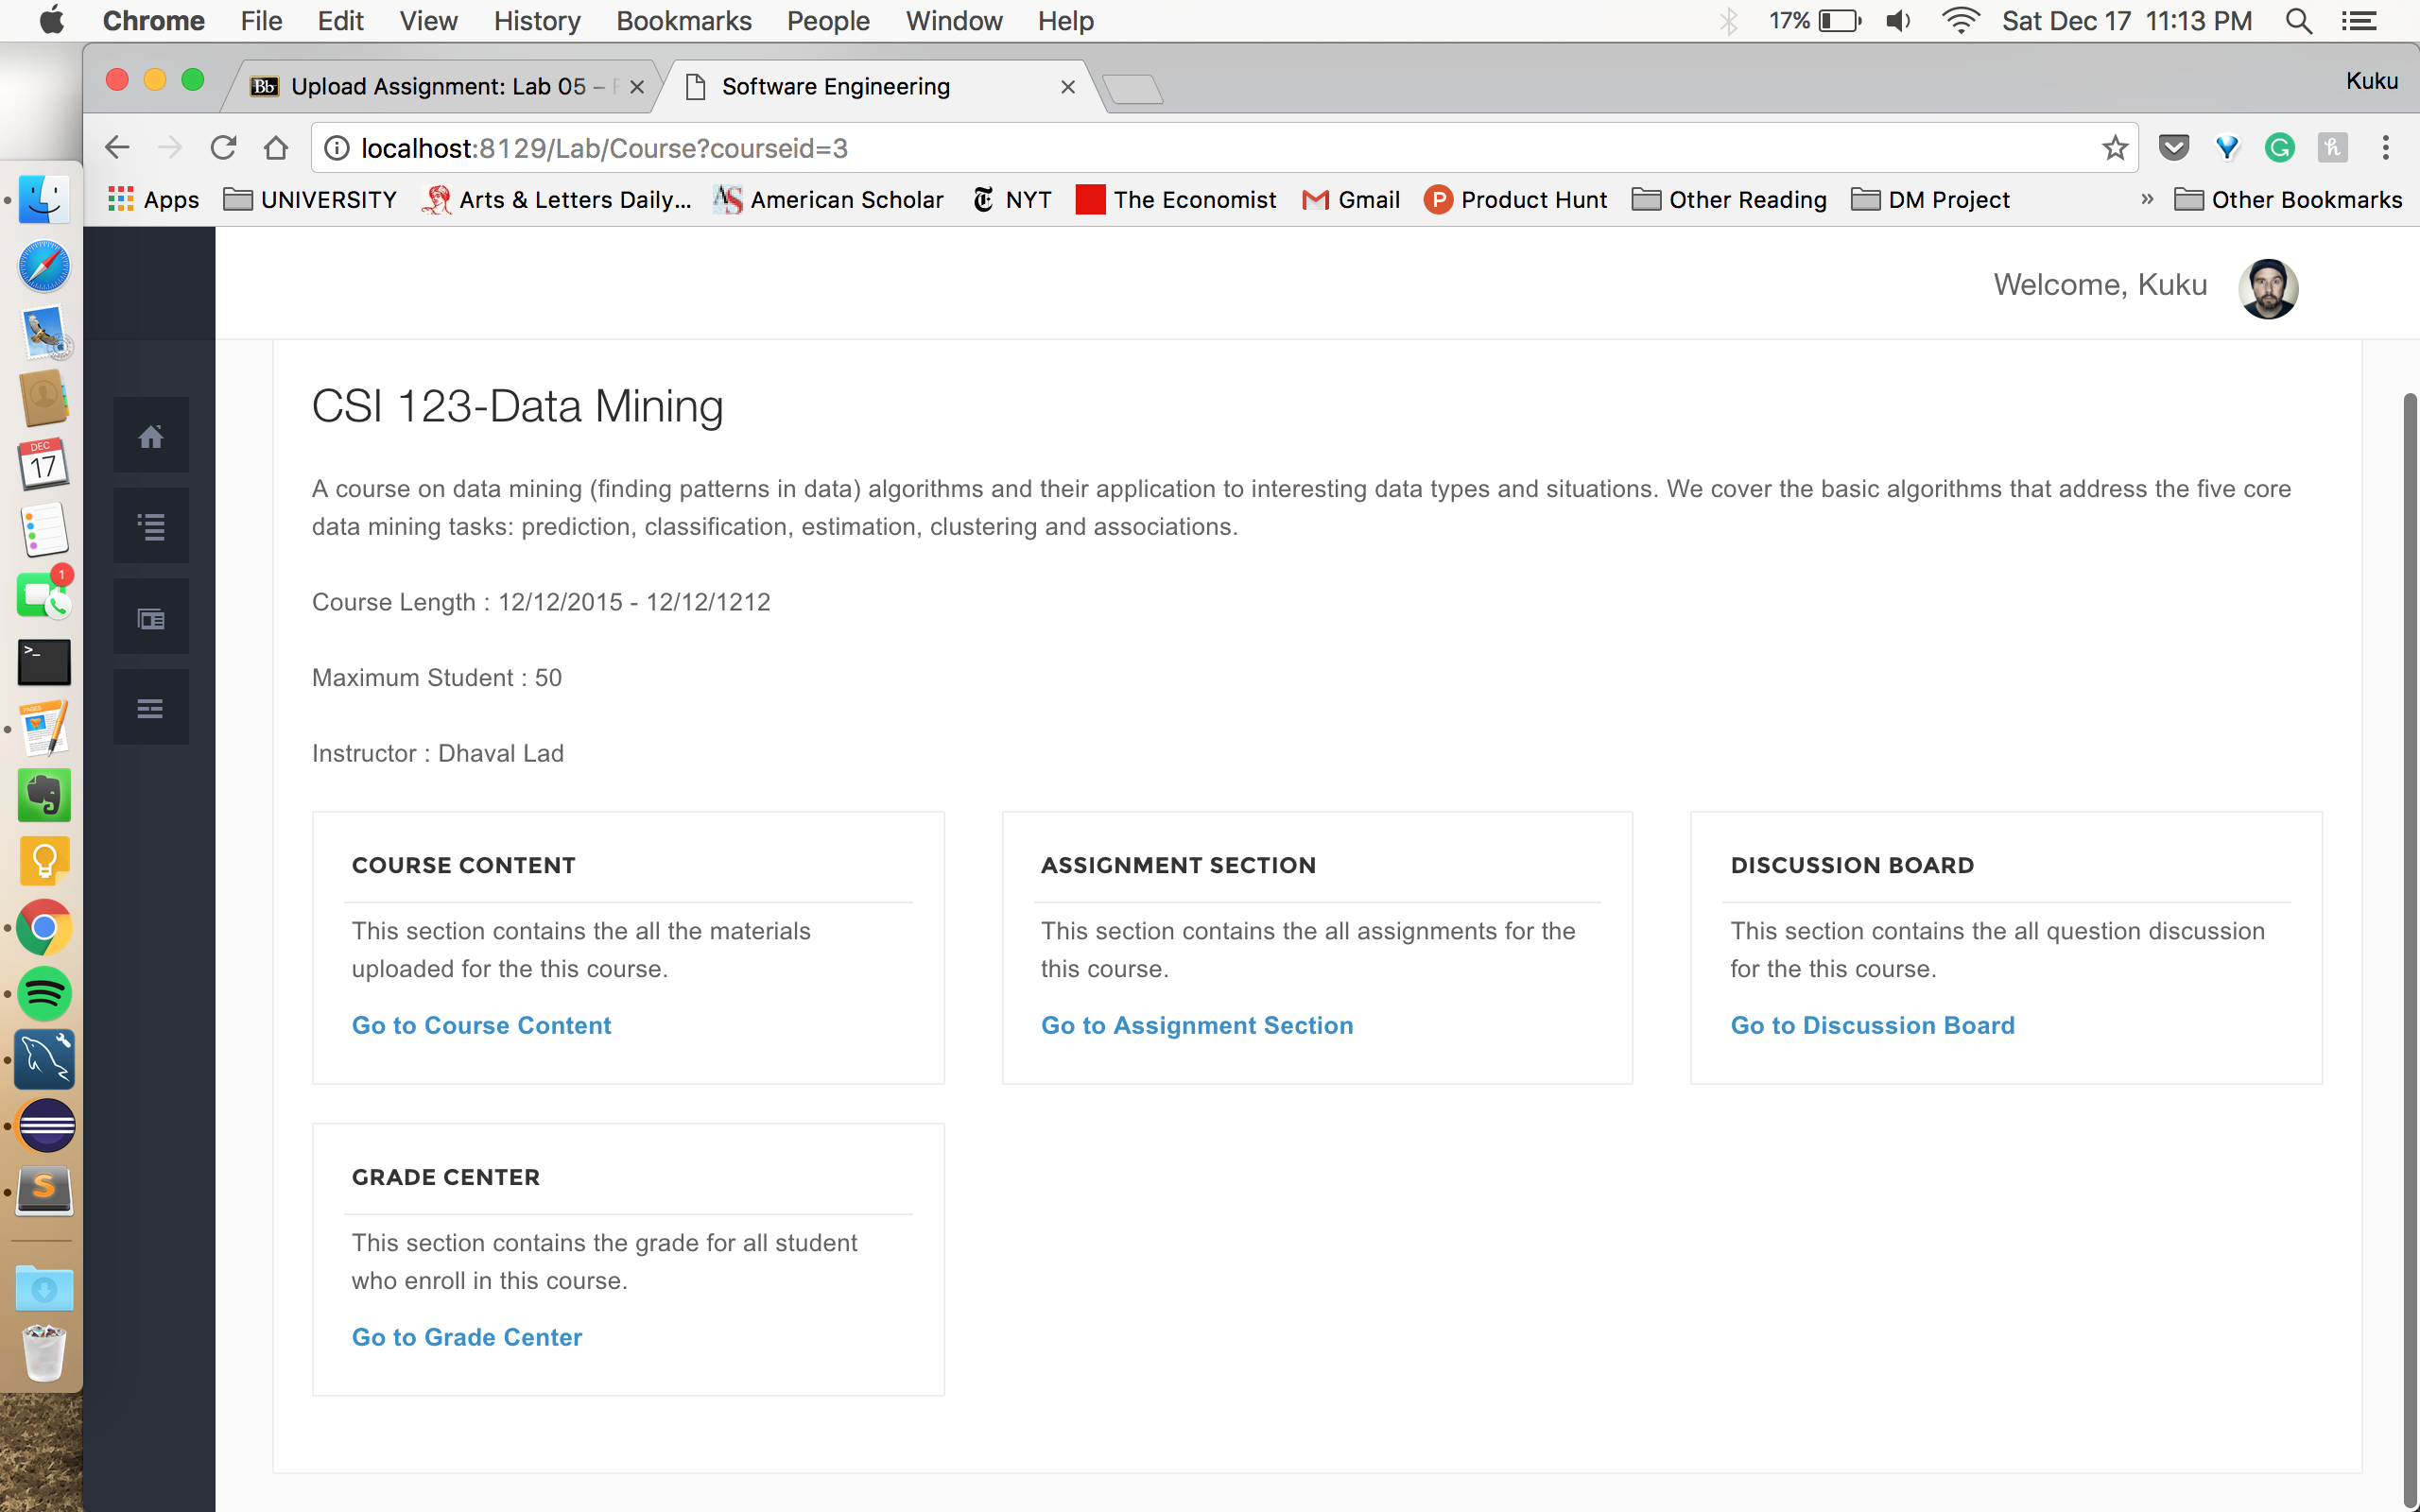 Chrome File Edit View History Bookmarks People Window Help 17% Sat Dec 17 11:13 PM
Bb Upload Assignment: Lab 05 – Software Engineering Kuku
localhost:8129/Lab/Course?courseid=3
Apps UNIVERSITY Arts & Letters Daily... American Scholar NYT The Economist Gmail Product Hunt Other Reading DM Project » Other Bookmarks
Welcome, Kuku
CSI 123-Data Mining
A course on data mining (finding patterns in data) algorithms and their application to interesting data types and situations. We cover the basic algorithms that address the five core
data mining tasks: prediction, classification, estimation, clustering and associations.
Course Length : 12/12/2015 - 12/12/1212
Maximum Student : 50
Instructor : Dhaval Lad
COURSE CONTENT
This section contains the all the materials
uploaded for the this course.
Go to Course Content
ASSIGNMENT SECTION
This section contains the all assignments for the
this course.
Go to Assignment Section
DISCUSSION BOARD
This section contains the all question discussion
for the this course.
Go to Discussion Board
GRADE CENTER
This section contains the grade for all student
who enroll in this course.
Go to Grade Center
DEC
17
1
PAGES